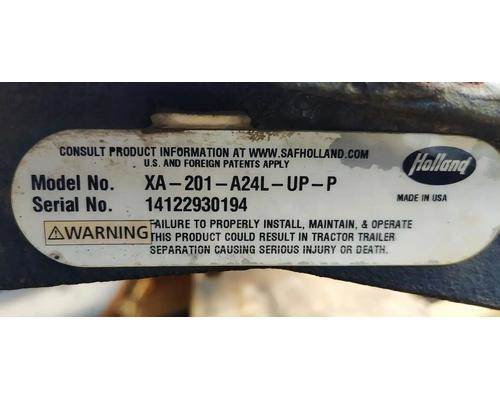 CONSULT PRODUCT INFORMATION AT WWW.SAFHOLLAND.COM
U.S. AND FOREIGN PATENTS APPLY
Holland
Model No. XA-201-A24L-UP-P
MADE IN USA
Serial No. 14122930194
WARNING
FAILURE TO PROPERLY INSTALL, MAINTAIN, & OPERATE
THIS PRODUCT COULD RESULT IN TRACTOR TRAILER
SEPARATION CAUSING SERIOUS INJURY OR DEATH.